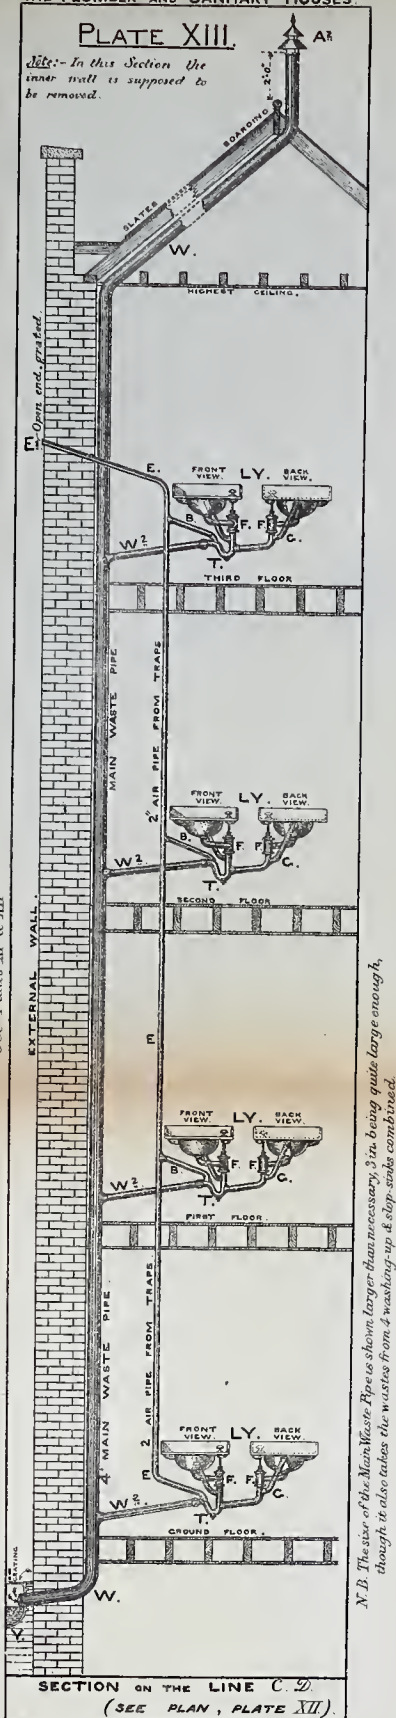 THE PLUMBER AND SANITARY HOUSES.
PLATE XIII.
Note:- In this Section the
inner wall is supposed to
be removed.
A2
2'.0"
BOARDING
SLATES
W.
HIGHEST CEILING.
Open end, grated.
E
E.
FRONT VIEW.
LY.
BACK VIEW.
B.
F.
F.
G.
W2
T.
THIRD FLOOR
MAIN WASTE PIPE
2" AIR PIPE FROM TRAPS
FRONT VIEW.
LY.
BACK VIEW.
B.
F.
F.
G.
W2.
T.
SECOND FLOOR
EXTERNAL WALL.
E
FRONT VIEW.
LY.
BACK VIEW.
B
F.
F.
G.
W2
T.
FIRST FLOOR
4" MAIN WASTE PIPE.
2 AIR PIPE FROM TRAPS
FRONT VIEW.
LY.
BACK VIEW.
E
F.
F.
G.
W2.
T.
GROUND FLOOR.
GRATING
W.
V.
SECTION ON THE LINE C.D.
(SEE PLAN, PLATE XII).
N.B. The size of the Main Waste Pipe is shown larger than necessary, 3 in. being quite large enough,
though it also takes the wastes from 4 washing-up & slop-sinks combined.